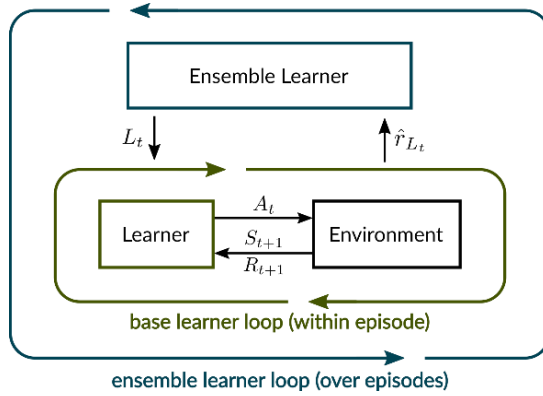 Ensemble Learner
L_t
r̂_{L_t}
A_t
Learner
S_{t+1}
Environment
R_{t+1}
base learner loop (within episode)
ensemble learner loop (over episodes)